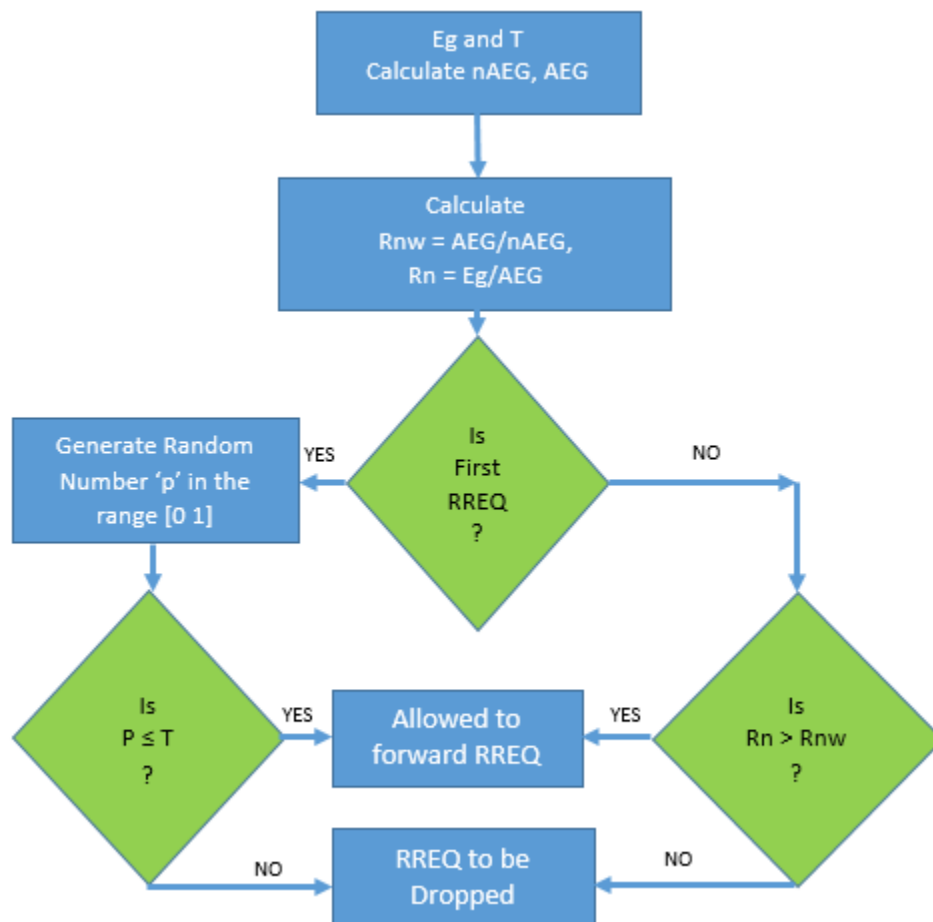 Eg and T
Calculate nAEG, AEG
Calculate
Rnw = AEG/nAEG,
Rn = Eg/AEG
Is
First
RREQ
?
YES
NO
Generate Random
Number ‘p’ in the
range [0 1]
Is
P ≤ T
?
YES
NO
Allowed to
forward RREQ
Is
Rn > Rnw
?
YES
NO
RREQ to be
Dropped